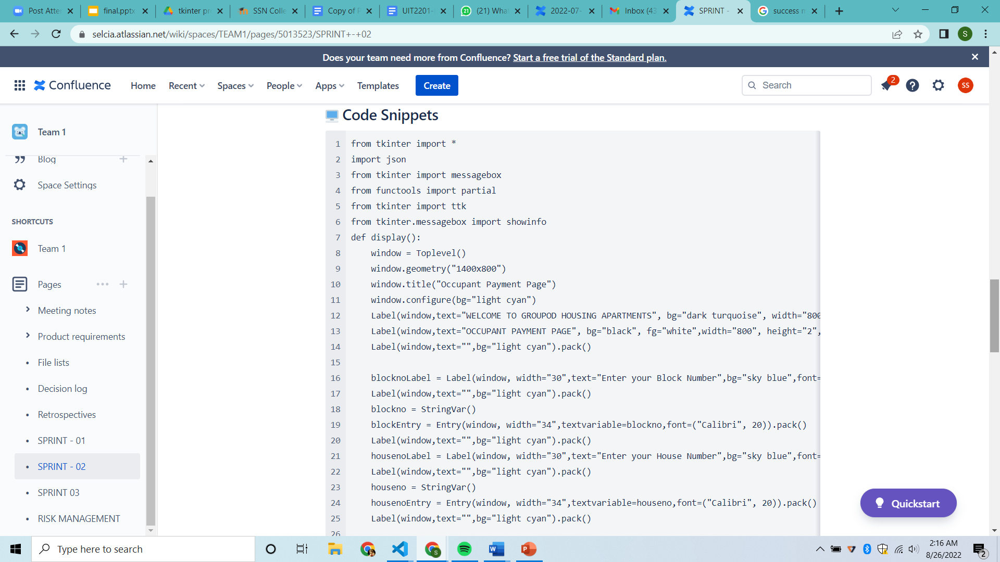 Post Atte
final.pptx
tkinter pr
SSN Colle
Copy of P
UIT2201-
(21) What
2022-07-
Inbox (43
SPRINT -
success m
selcia.atlassian.net/wiki/spaces/TEAM1/pages/5013523/SPRINT+-+02
S
Does your team need more from Confluence? Start a free trial of the Standard plan.
Confluence
Home
Recent
Spaces
People
Apps
Templates
Create
Search
2
SS
Team 1
Blog
Space Settings
SHORTCUTS
Team 1
Pages
Meeting notes
Product requirements
File lists
Decision log
Retrospectives
SPRINT - 01
SPRINT - 02
SPRINT 03
RISK MANAGEMENT
Code Snippets
1 from tkinter import *
2 import json
3 from tkinter import messagebox
4 from functools import partial
5 from tkinter import ttk
6 from tkinter.messagebox import showinfo
7 def display():
8 window = Toplevel()
9 window.geometry("1400x800")
10 window.title("Occupant Payment Page")
11 window.configure(bg="light cyan")
12 Label(window,text="WELCOME TO GROUPOD HOUSING APARTMENTS", bg="dark turquoise", width="800
13 Label(window,text="OCCUPANT PAYMENT PAGE", bg="black", fg="white",width="800", height="2",
14 Label(window,text="",bg="light cyan").pack()
15
16 blocknoLabel = Label(window, width="30",text="Enter your Block Number",bg="sky blue",font=
17 Label(window,text="",bg="light cyan").pack()
18 blockno = StringVar()
19 blockEntry = Entry(window, width="34",textvariable=blockno,font=("Calibri", 20)).pack()
20 Label(window,text="",bg="light cyan").pack()
21 housenoLabel = Label(window, width="30",text="Enter your House Number",bg="sky blue",font=
22 Label(window,text="",bg="light cyan").pack()
23 houseno = StringVar()
24 housenoEntry = Entry(window, width="34",textvariable=houseno,font=("Calibri", 20)).pack()
25 Label(window,text="",bg="light cyan").pack()
26
Quickstart
Type here to search
2:16 AM
8/26/2022
2